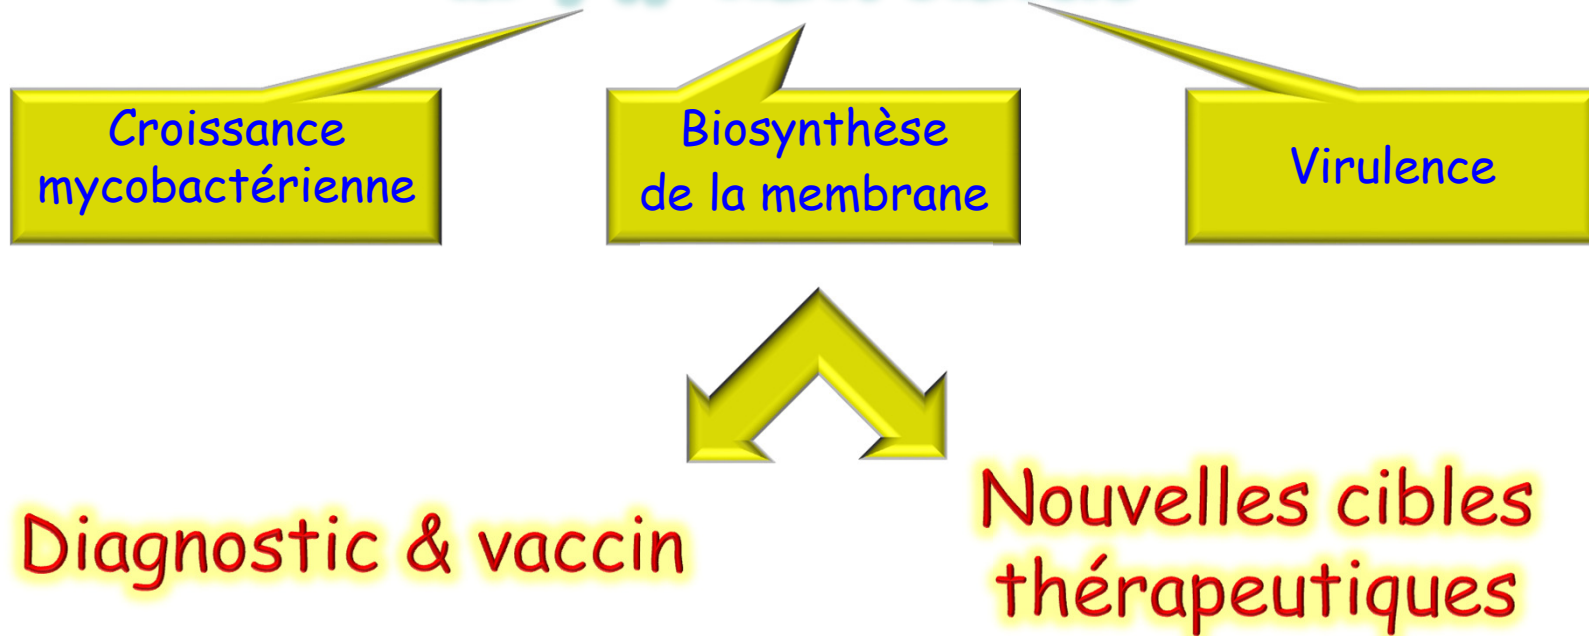 Croissance
mycobactérienne
Biosynthèse
de la membrane
Virulence
Diagnostic & vaccin
Nouvelles cibles
thérapeutiques